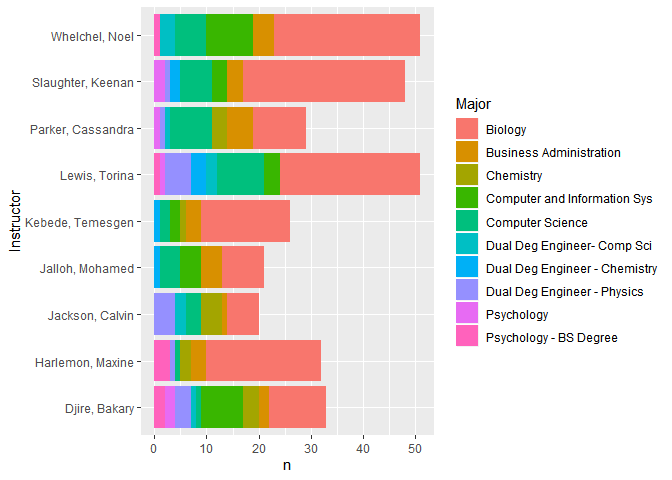 Whelchel, Noel
Slaughter, Keenan
Parker, Cassandra
Lewis, Torina
Kebede, Temesgen
Jalloh, Mohamed
Jackson, Calvin
Harlemon, Maxine
Djire, Bakary
Instructor
0 10 20 30 40 50
n
Major
Biology
Business Administration
Chemistry
Computer and Information Sys
Computer Science
Dual Deg Engineer- Comp Sci
Dual Deg Engineer - Chemistry
Dual Deg Engineer - Physics
Psychology
Psychology - BS Degree